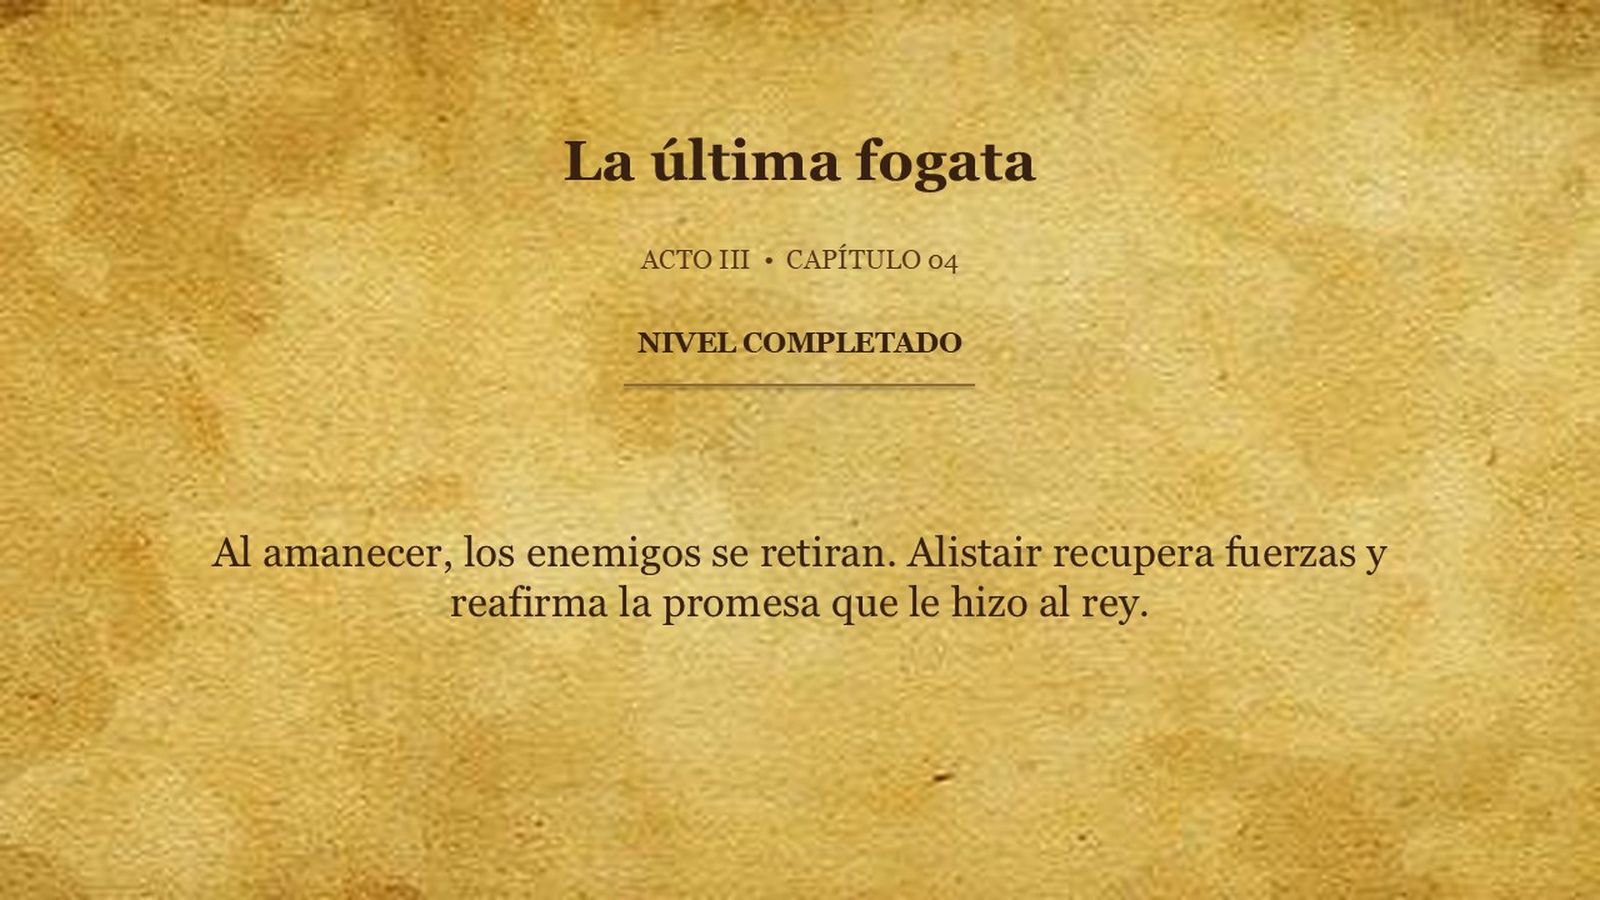 La última fogata
ACTO III • CAPÍTULO 04
NIVEL COMPLETADO
Al amanecer, los enemigos se retiran. Alistair recupera fuerzas y
reafirma la promesa que le hizo al rey.